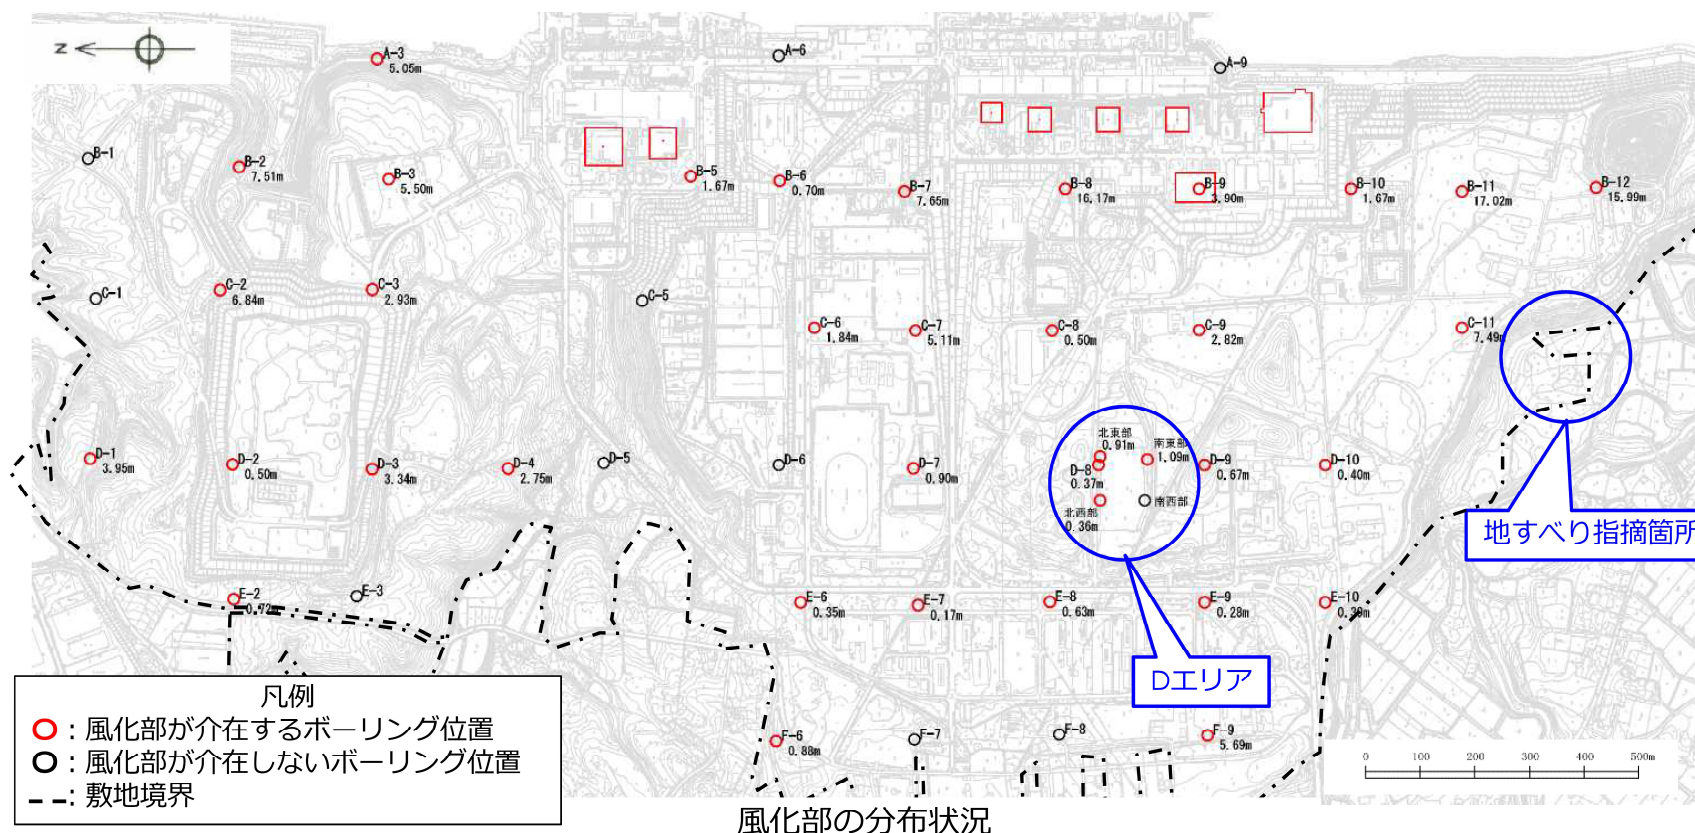 N
A-3
5.05m
A-6
A-9
B-1
B-2
7.51m
B-3
5.50m
B-5
1.67m
B-6
0.70m
B-7
7.65m
B-8
16.17m
B-9
3.90m
B-10
1.67m
B-11
17.02m
B-12
15.99m
C-1
C-2
6.84m
C-3
2.93m
C-5
C-6
1.84m
C-7
5.11m
C-8
0.50m
C-9
2.82m
C-11
7.49m
D-1
3.95m
D-2
0.50m
D-3
3.34m
D-4
2.75m
D-5
D-6
D-7
0.90m
北東部
0.91m
南東部
1.09m
D-8
0.37m
北西部
0.36m
南西部
D-9
0.67m
D-10
0.40m
地すべり指摘箇所
E-2
0.72m
E-3
E-6
0.35m
E-7
0.17m
E-8
0.63m
E-9
0.28m
E-10
0.39m
Dエリア
F-6
0.88m
F-7
F-8
F-9
5.69m
凡例
：風化部が介在するボーリング位置
：風化部が介在しないボーリング位置
：敷地境界
0 100 200 300 400 500m
風化部の分布状況